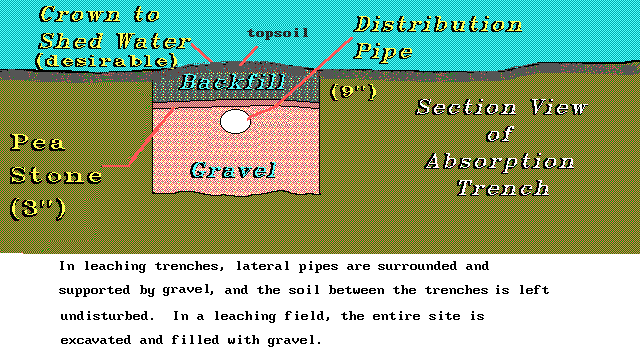 Crown to
Shed Water
(desirable)
topsoil
Distribution
Pipe
Backfill
(9")
Section View
of
Absorption
Trench
Pea
Stone
(3")
Gravel
In leaching trenches, lateral pipes are surrounded and
supported by gravel, and the soil between the trenches is left
undisturbed. In a leaching field, the entire site is
excavated and filled with gravel.